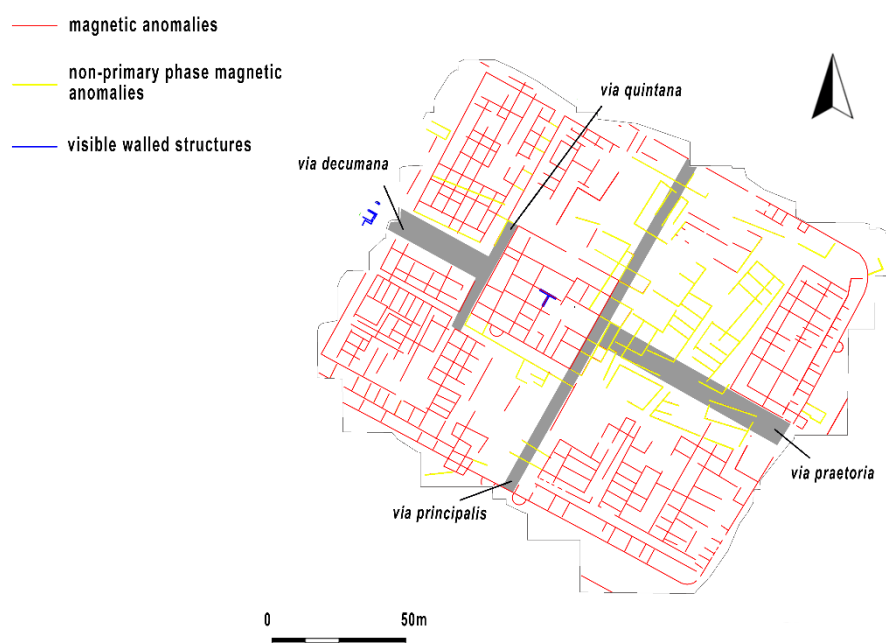 magnetic anomalies
non-primary phase magnetic
anomalies
visible walled structures
via quintana
via decumana
via praetoria
via principalis
0
50m